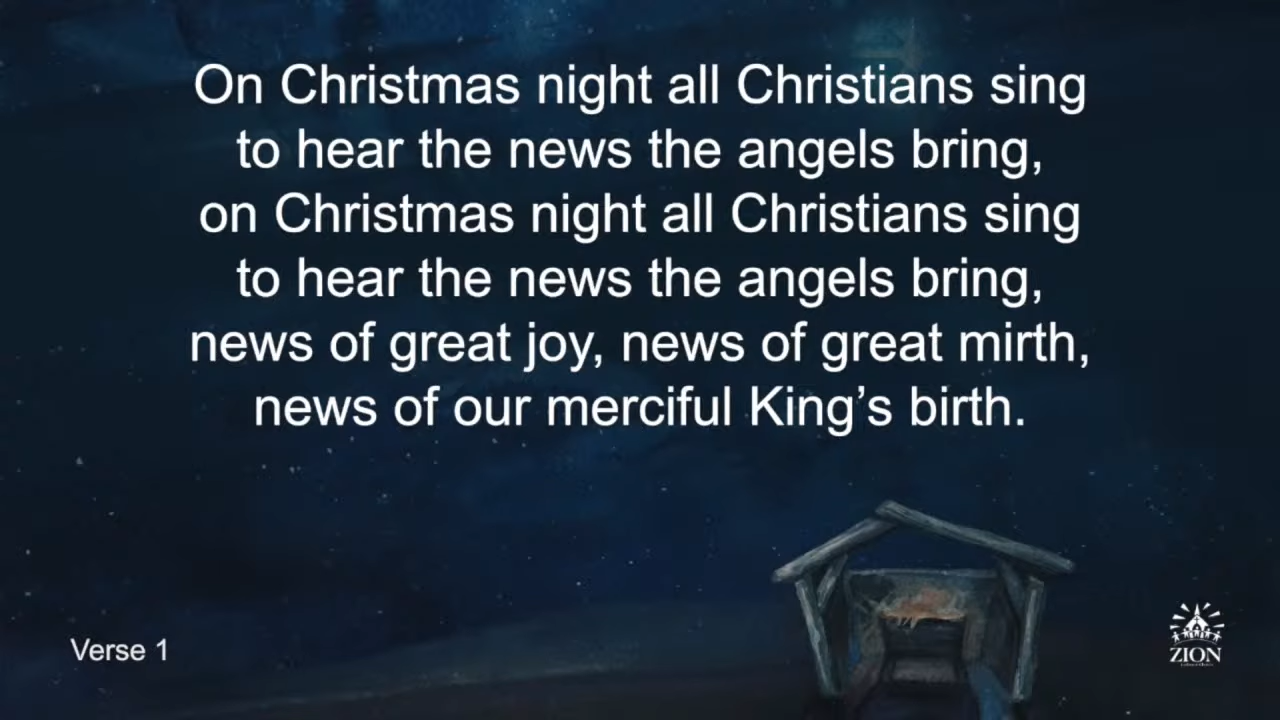 On Christmas night all Christians sing
to hear the news the angels bring,
on Christmas night all Christians sing
to hear the news the angels bring,
news of great joy, news of great mirth,
news of our merciful King’s birth.
Verse 1
ZION